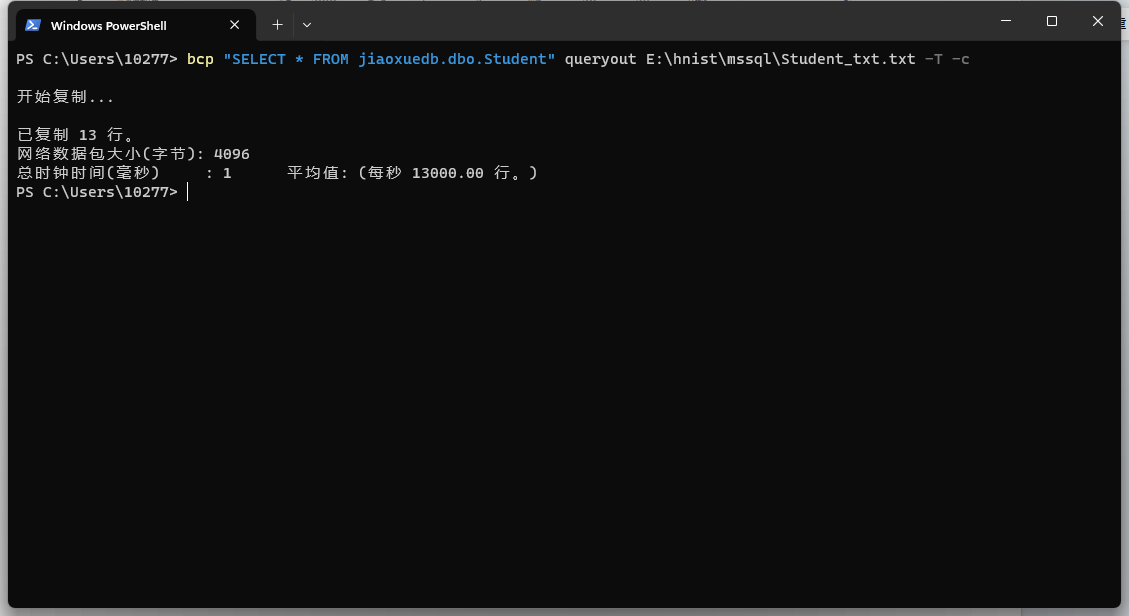 Windows PowerShell
PS C:\Users\10277> bcp "SELECT * FROM jiaoxuedb.dbo.Student" queryout E:\hnist\mssql\Student_txt.txt -T -c
开始复制...
已复制 13 行。
网络数据包大小(字节): 4096
总时钟时间(毫秒)     : 1      平均值: (每秒 13000.00 行。)
PS C:\Users\10277>